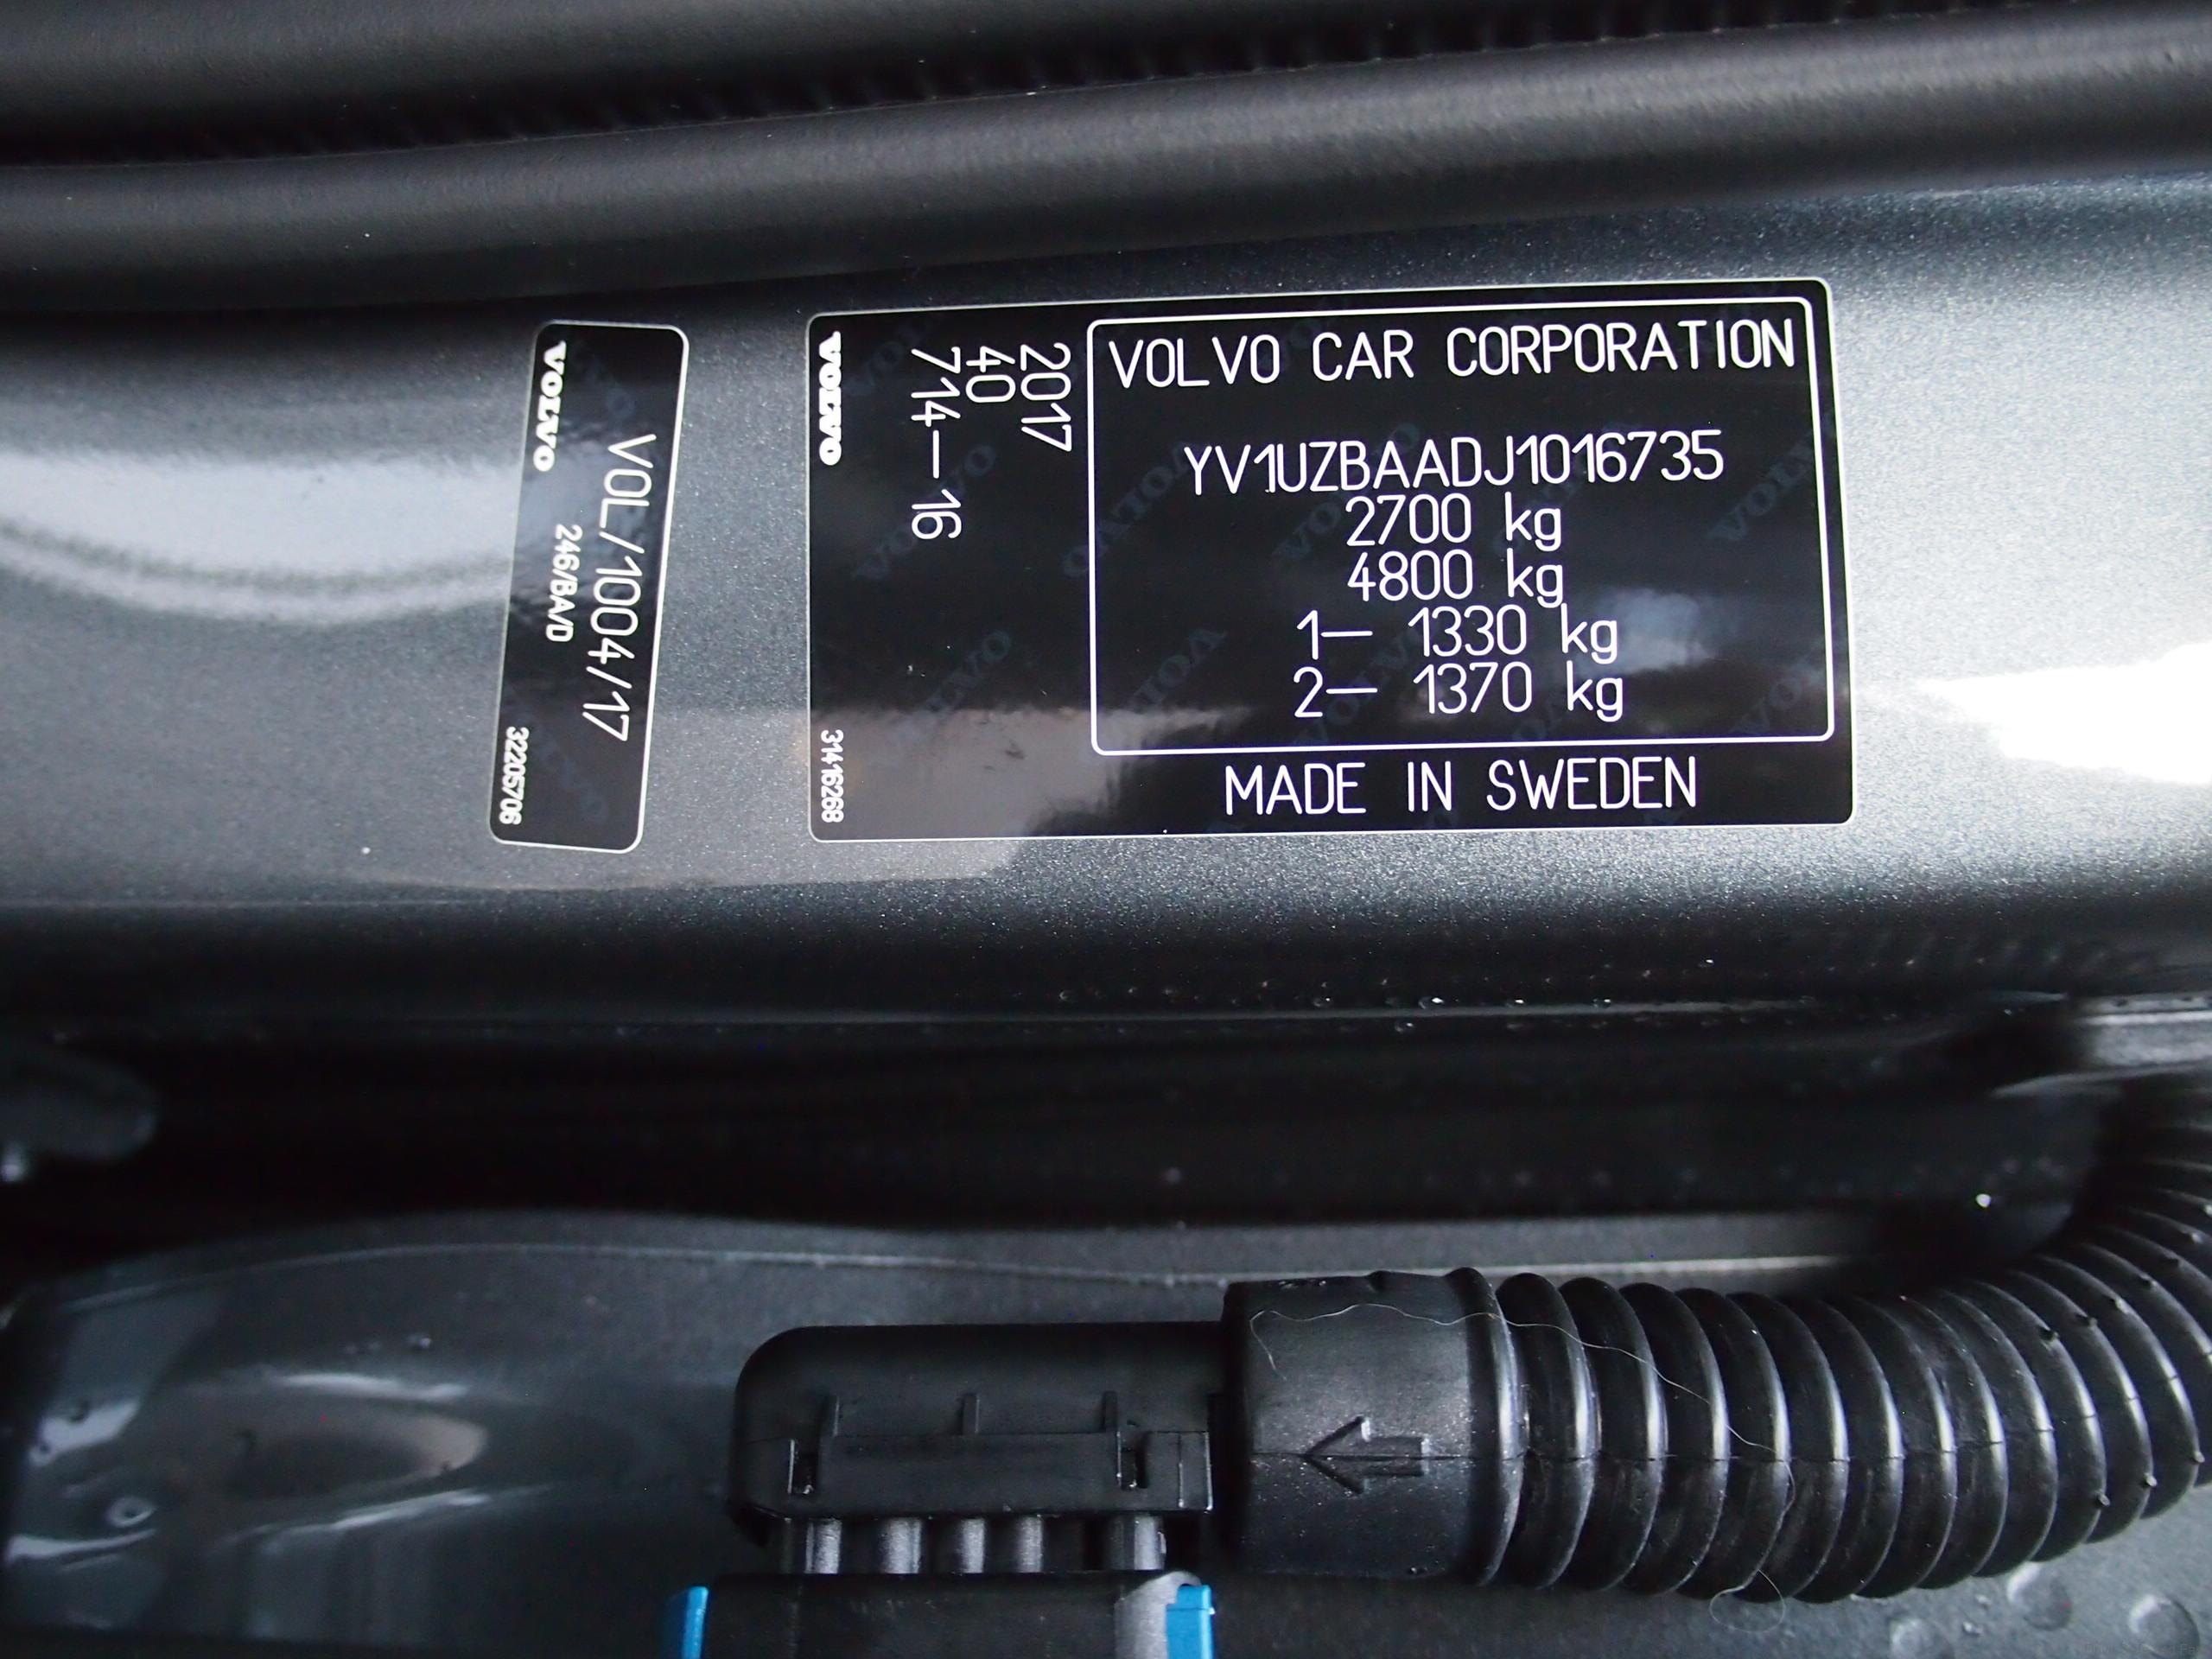 VOLVO
VOL/1004/17
246/BA/D
32205706
VOLVO
2017
40
714—16
31416268
VOLVO CAR CORPORATION
YV1UZBAADJ1016735
2700 kg
4800 kg
1— 1330 kg
2— 1370 kg
MADE IN SWEDEN